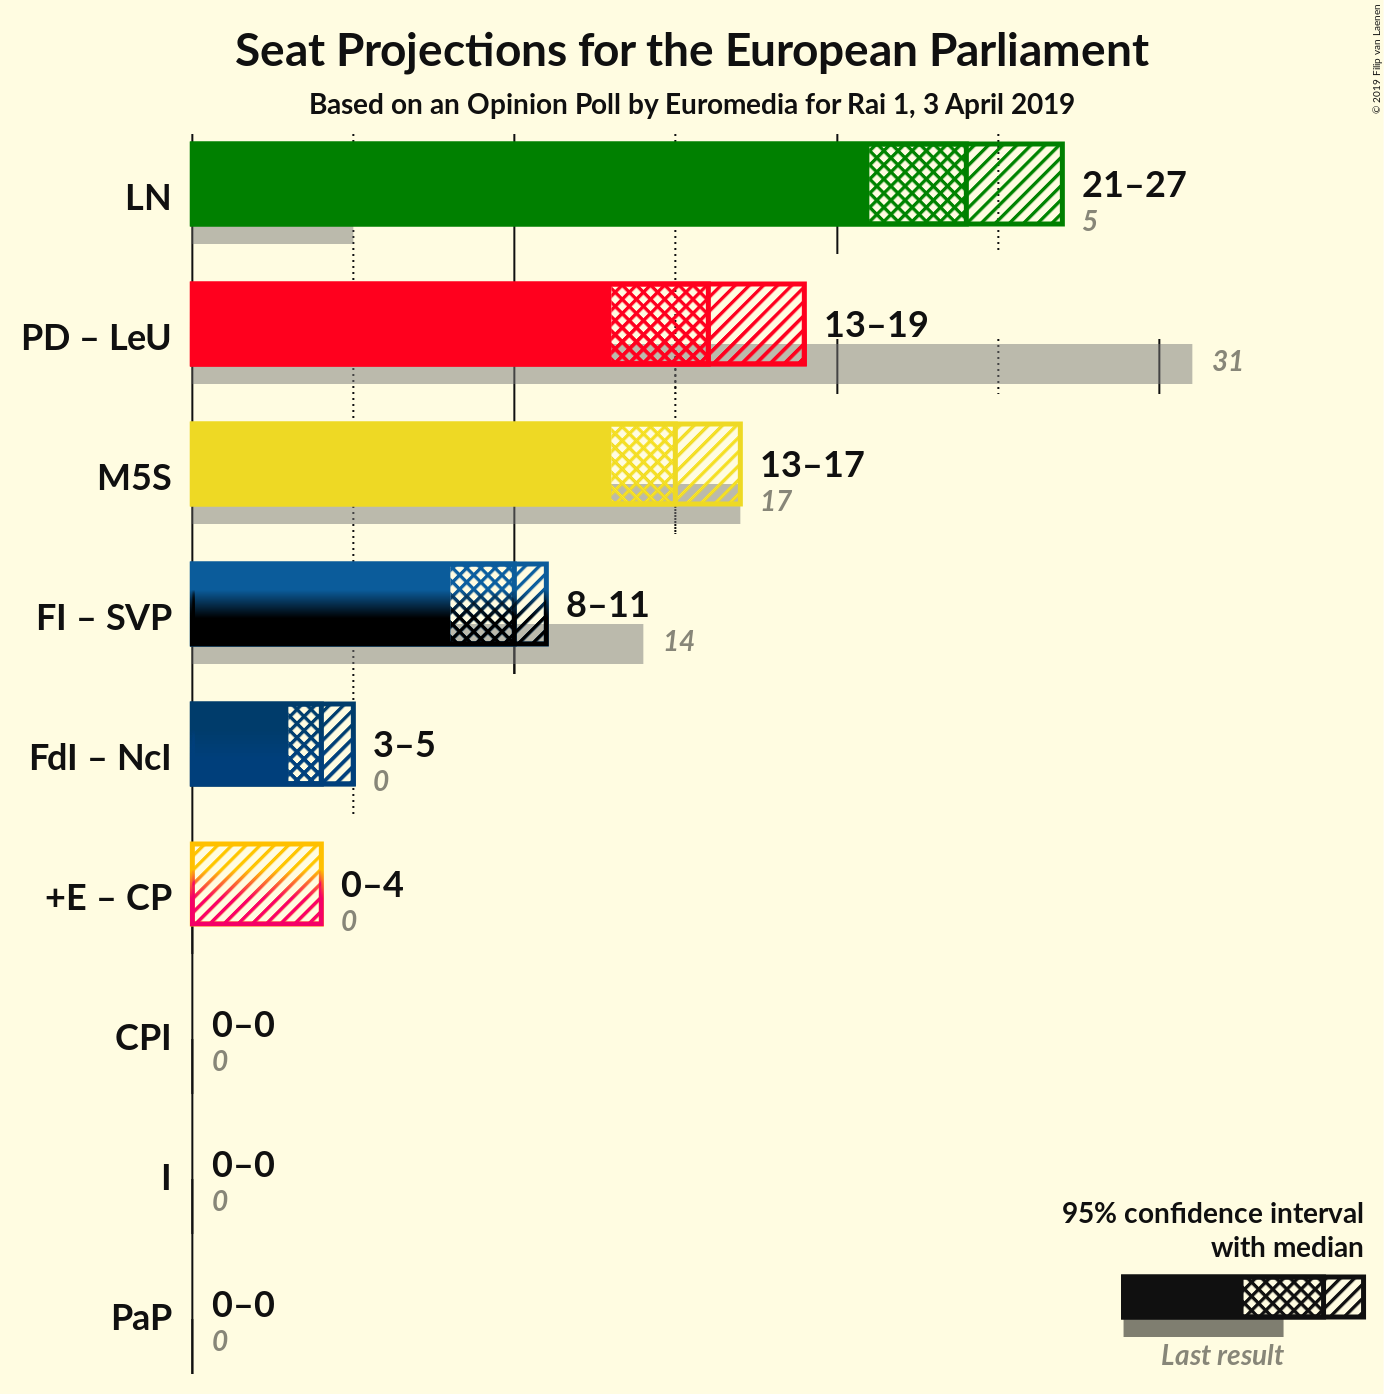 Seat Projections for the European Parliament
Based on an Opinion Poll by Euromedia for Rai 1, 3 April 2019
© 2019 Filip van Laenen
LN
21–27
5
PD – LeU
13–19
31
M5S
13–17
17
FI – SVP
8–11
14
FdI – NcI
3–5
0
+E – CP
0–4
0
CPI
0–0
0
I
0–0
0
PaP
0–0
0
95% confidence interval
with median
Last result